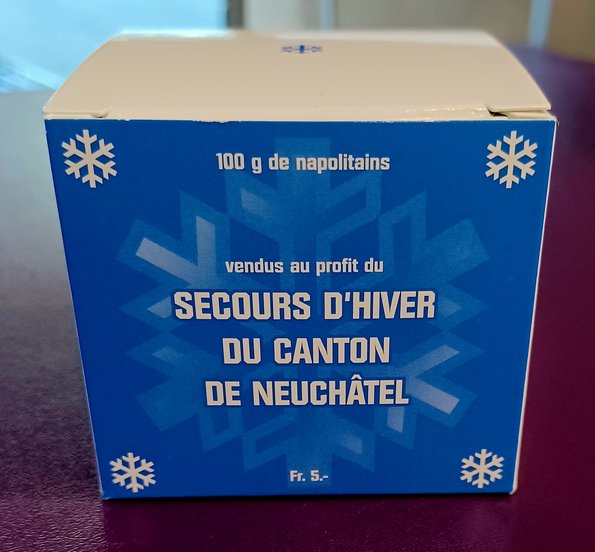 100 g de napolitains
vendus au profit du
SECOURS D'HIVER
DU CANTON
DE NEUCHÂTEL
Fr. 5.-